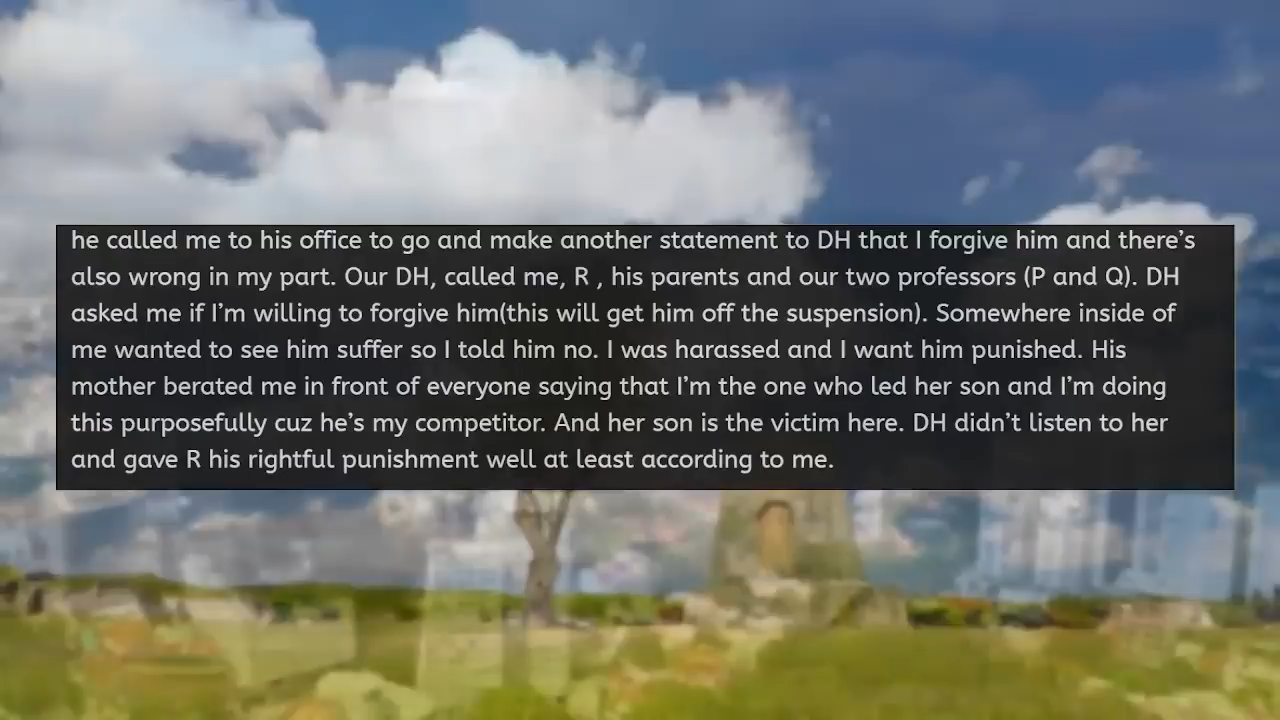 he called me to his office to go and make another statement to DH that I forgive him and there's
also wrong in my part. Our DH, called me, R , his parents and our two professors (P and Q). DH
asked me if I'm willing to forgive him(this will get him off the suspension). Somewhere inside of
me wanted to see him suffer so I told him no. I was harassed and I want him punished. His
mother berated me in front of everyone saying that I'm the one who led her son and I'm doing
this purposefully cuz he's my competitor. And her son is the victim here. DH didn't listen to her
and gave R his rightful punishment well at least according to me.